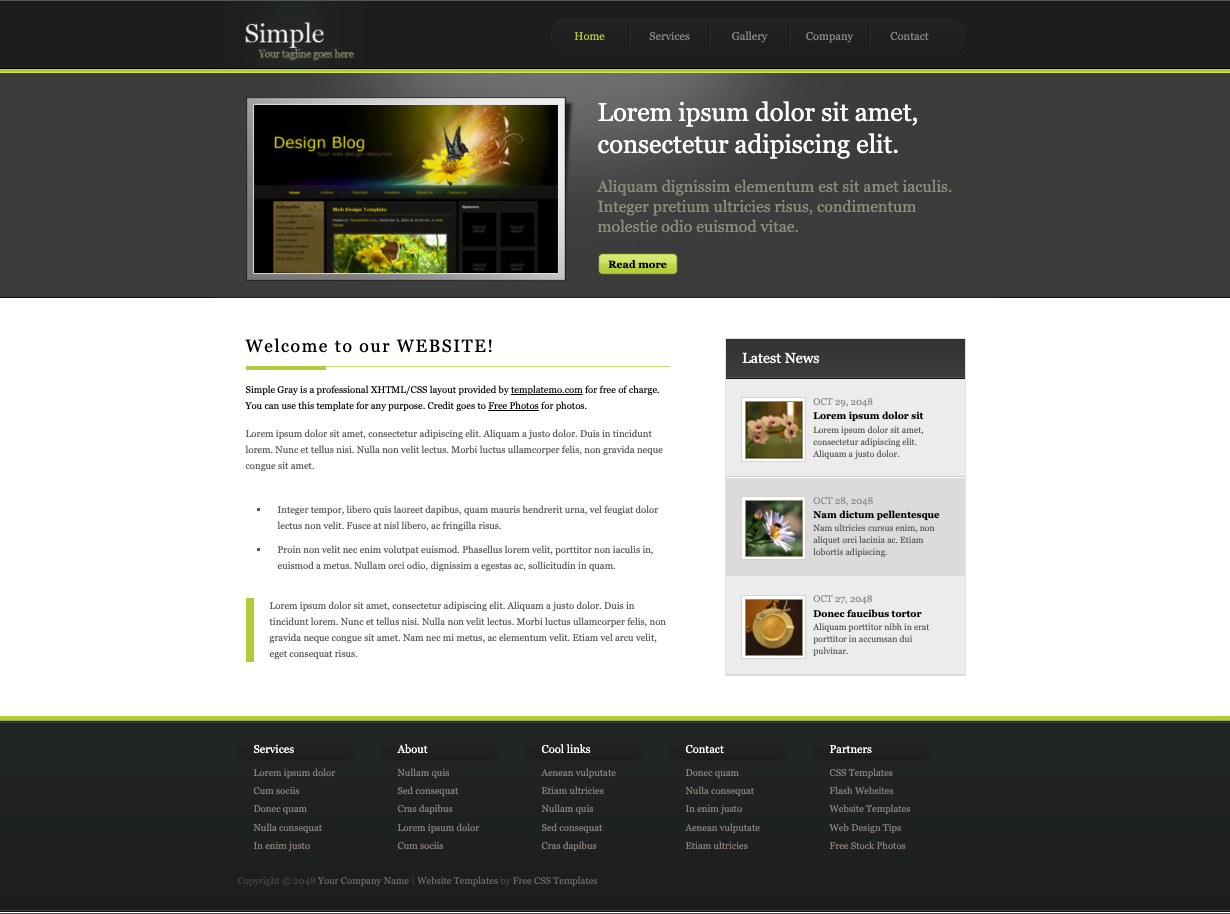 Simple
Your tagline goes here
Home
Services
Gallery
Company
Contact
Design Blog
Your web design resources
Home
Web Design Template
Sponsors
Lorem ipsum dolor sit amet,
consectetur adipiscing elit.
Aliquam dignissim elementum est sit amet iaculis.
Integer pretium ultricies risus, condimentum
molestie odio euismod vitae.
Read more
Welcome to our WEBSITE!
Simple Gray is a professional XHTML/CSS layout provided by templatemo.com for free of charge.
You can use this template for any purpose. Credit goes to Free Photos for photos.
Lorem ipsum dolor sit amet, consectetur adipiscing elit. Aliquam a justo dolor. Duis in tincidunt
lorem. Nunc et tellus nisi. Nulla non velit lectus. Morbi luctus ullamcorper felis, non gravida neque
congue sit amet.
Integer tempor, libero quis laoreet dapibus, quam mauris hendrerit urna, vel feugiat dolor
lectus non velit. Fusce at nisl libero, ac fringilla risus.
Proin non velit nec enim volutpat euismod. Phasellus lorem velit, porttitor non iaculis in,
euismod a metus. Nullam orci odio, dignissim a egestas ac, sollicitudin in quam.
Lorem ipsum dolor sit amet, consectetur adipiscing elit. Aliquam a justo dolor. Duis in
tincidunt lorem. Nunc et tellus nisi. Nulla non velit lectus. Morbi luctus ullamcorper felis, non
gravida neque congue sit amet. Nam nec mi metus, ac elementum velit. Etiam vel arcu velit,
eget consequat risus.
Latest News
OCT 29, 2048
Lorem ipsum dolor sit
Lorem ipsum dolor sit amet,
consectetur adipiscing elit.
Aliquam a justo dolor.
OCT 28, 2048
Nam dictum pellentesque
Nam ultricies cursus enim, non
aliquet orci lacinia ac. Etiam
lobortis adipiscing.
OCT 27, 2048
Donec faucibus tortor
Aliquam porttitor nibh in erat
porttitor in accumsan dui
pulvinar.
Services
Lorem ipsum dolor
Cum sociis
Donec quam
Nulla consequat
In enim justo
About
Nullam quis
Sed consequat
Cras dapibus
Lorem ipsum dolor
Cum sociis
Cool links
Aenean vulputate
Etiam ultricies
Nullam quis
Sed consequat
Cras dapibus
Contact
Donec quam
Nulla consequat
In enim justo
Aenean vulputate
Etiam ultricies
Partners
CSS Templates
Flash Websites
Website Templates
Web Design Tips
Free Stock Photos
Copyright © 2048 Your Company Name | Website Templates by Free CSS Templates